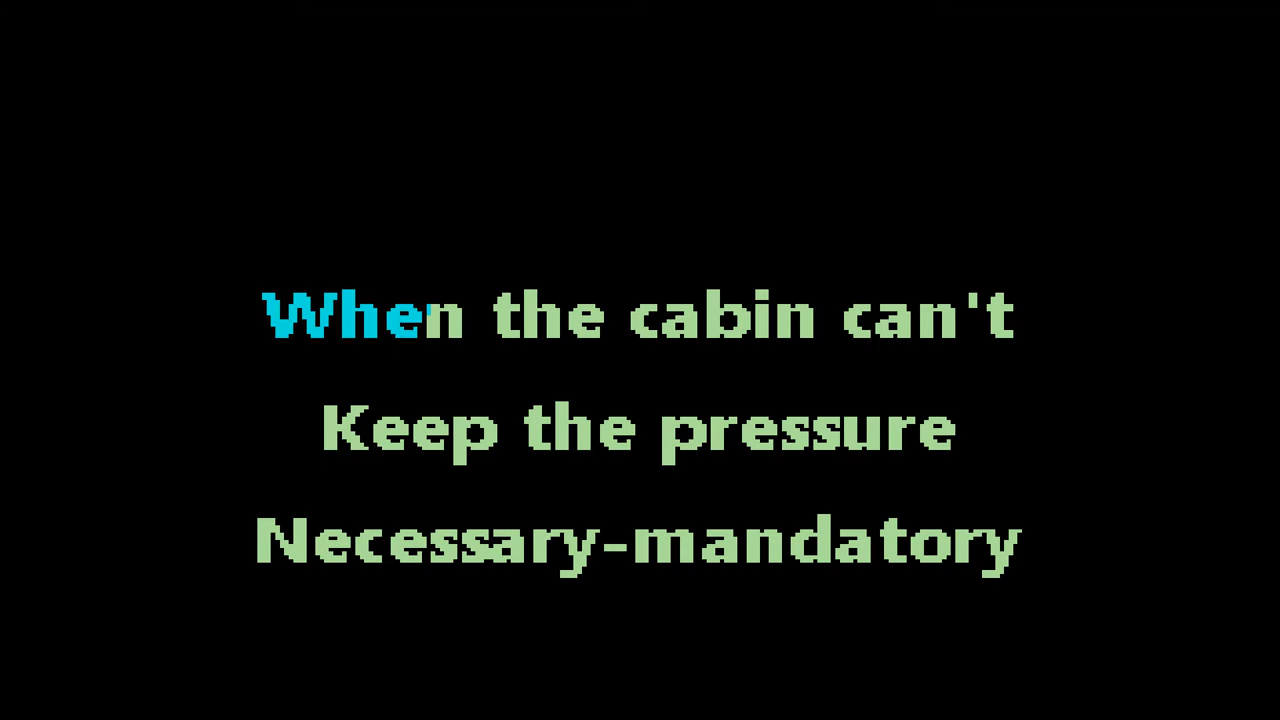 When the cabin can't
Keep the pressure
Necessary-mandatory